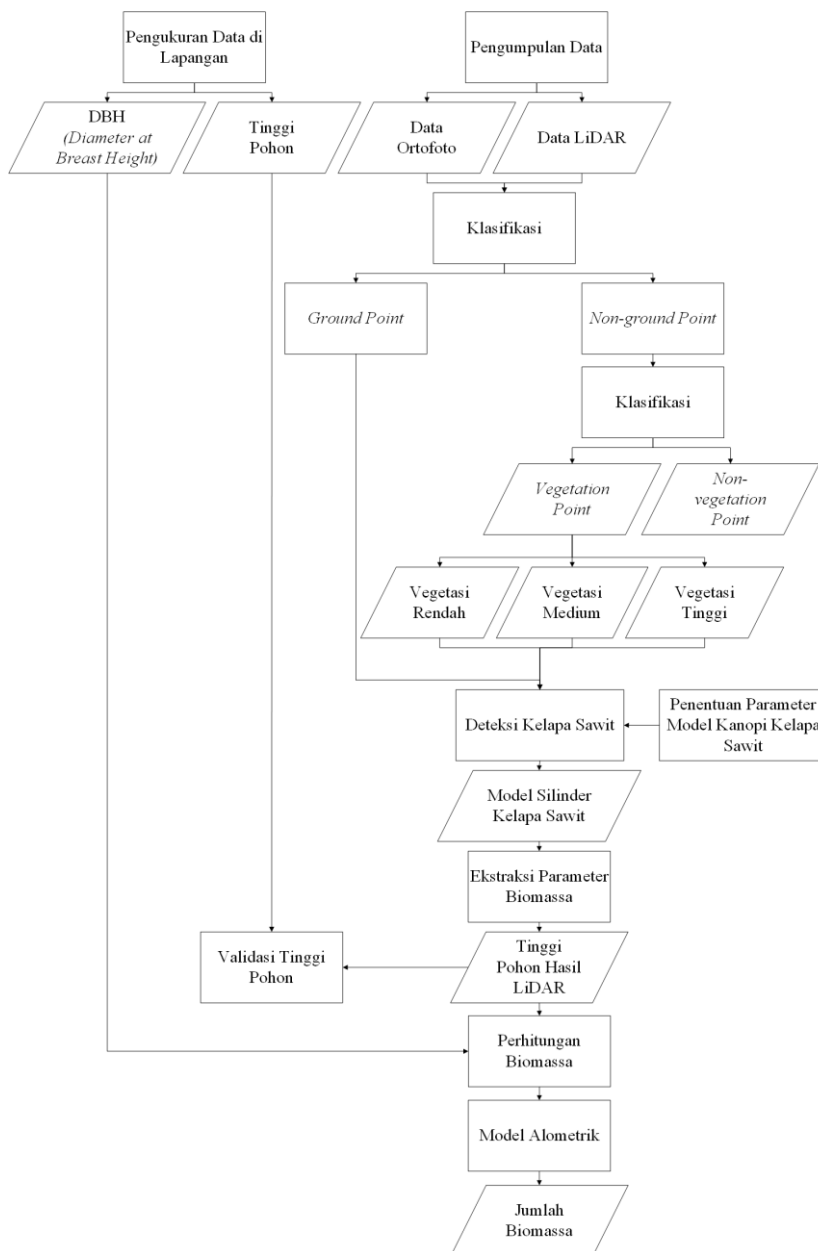 Pengukuran Data di
Lapangan
Pengumpulan Data
DBH
(Diameter at
Breast Height)
Tinggi
Pohon
Data
Ortofoto
Data LiDAR
Klasifikasi
Ground Point
Non-ground Point
Klasifikasi
Vegetation
Point
Non-
vegetation
Point
Vegetasi
Rendah
Vegetasi
Medium
Vegetasi
Tinggi
Deteksi Kelapa Sawit
Penentuan Parameter
Model Kanopi Kelapa
Sawit
Model Silinder
Kelapa Sawit
Ekstraksi Parameter
Biomassa
Validasi Tinggi
Pohon
Tinggi
Pohon Hasil
LiDAR
Perhitungan
Biomassa
Model Alometrik
Jumlah
Biomassa